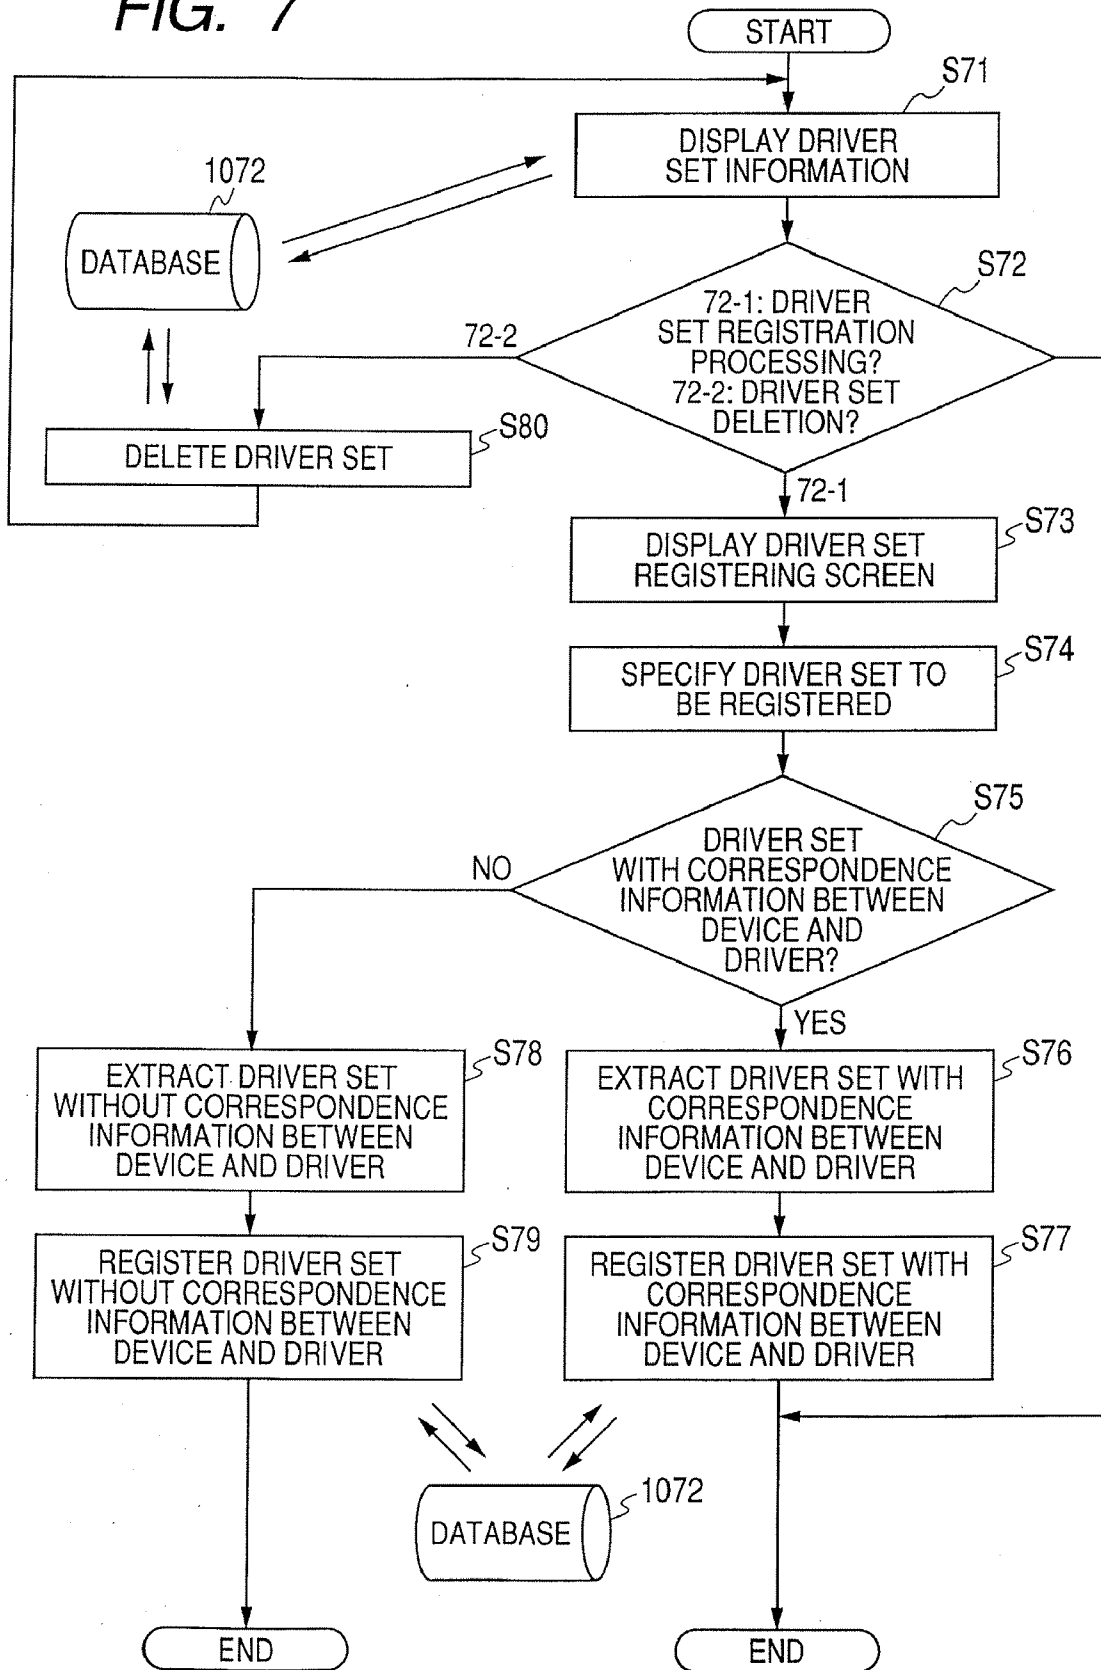 FIG. 7
START
S71
DISPLAY DRIVER
SET INFORMATION
1072
DATABASE
S72
72-1: DRIVER
SET REGISTRATION
PROCESSING?
72-2: DRIVER SET
DELETION?
72-2
S80
DELETE DRIVER SET
72-1
S73
DISPLAY DRIVER SET
REGISTERING SCREEN
S74
SPECIFY DRIVER SET TO
BE REGISTERED
S75
DRIVER SET
WITH CORRESPONDENCE
INFORMATION BETWEEN
DEVICE AND
DRIVER?
NO
YES
S78
EXTRACT DRIVER SET
WITHOUT CORRESPONDENCE
INFORMATION BETWEEN
DEVICE AND DRIVER
S76
EXTRACT DRIVER SET WITH
CORRESPONDENCE
INFORMATION BETWEEN
DEVICE AND DRIVER
S79
REGISTER DRIVER SET
WITHOUT CORRESPONDENCE
INFORMATION BETWEEN
DEVICE AND DRIVER
S77
REGISTER DRIVER SET WITH
CORRESPONDENCE
INFORMATION BETWEEN
DEVICE AND DRIVER
1072
DATABASE
END
END